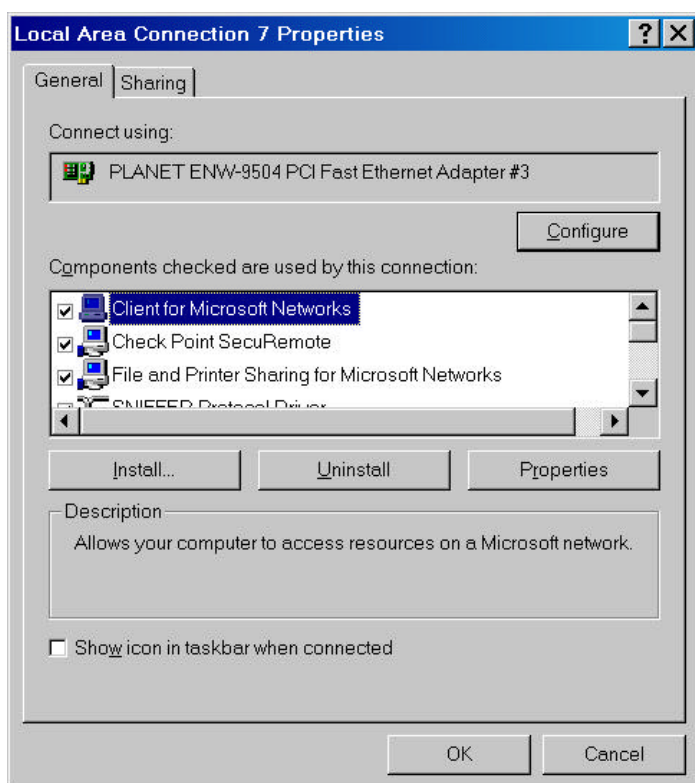 Local Area Connection 7 Properties
General
Sharing
Connect using:
PLANET ENW-9504 PCI Fast Ethernet Adapter #3
Configure
Components checked are used by this connection:
Client for Microsoft Networks
Check Point SecuRemote
File and Printer Sharing for Microsoft Networks
SNIFFER Protocol Driver
Install...
Uninstall
Properties
Description
Allows your computer to access resources on a Microsoft network.
Show icon in taskbar when connected
OK
Cancel